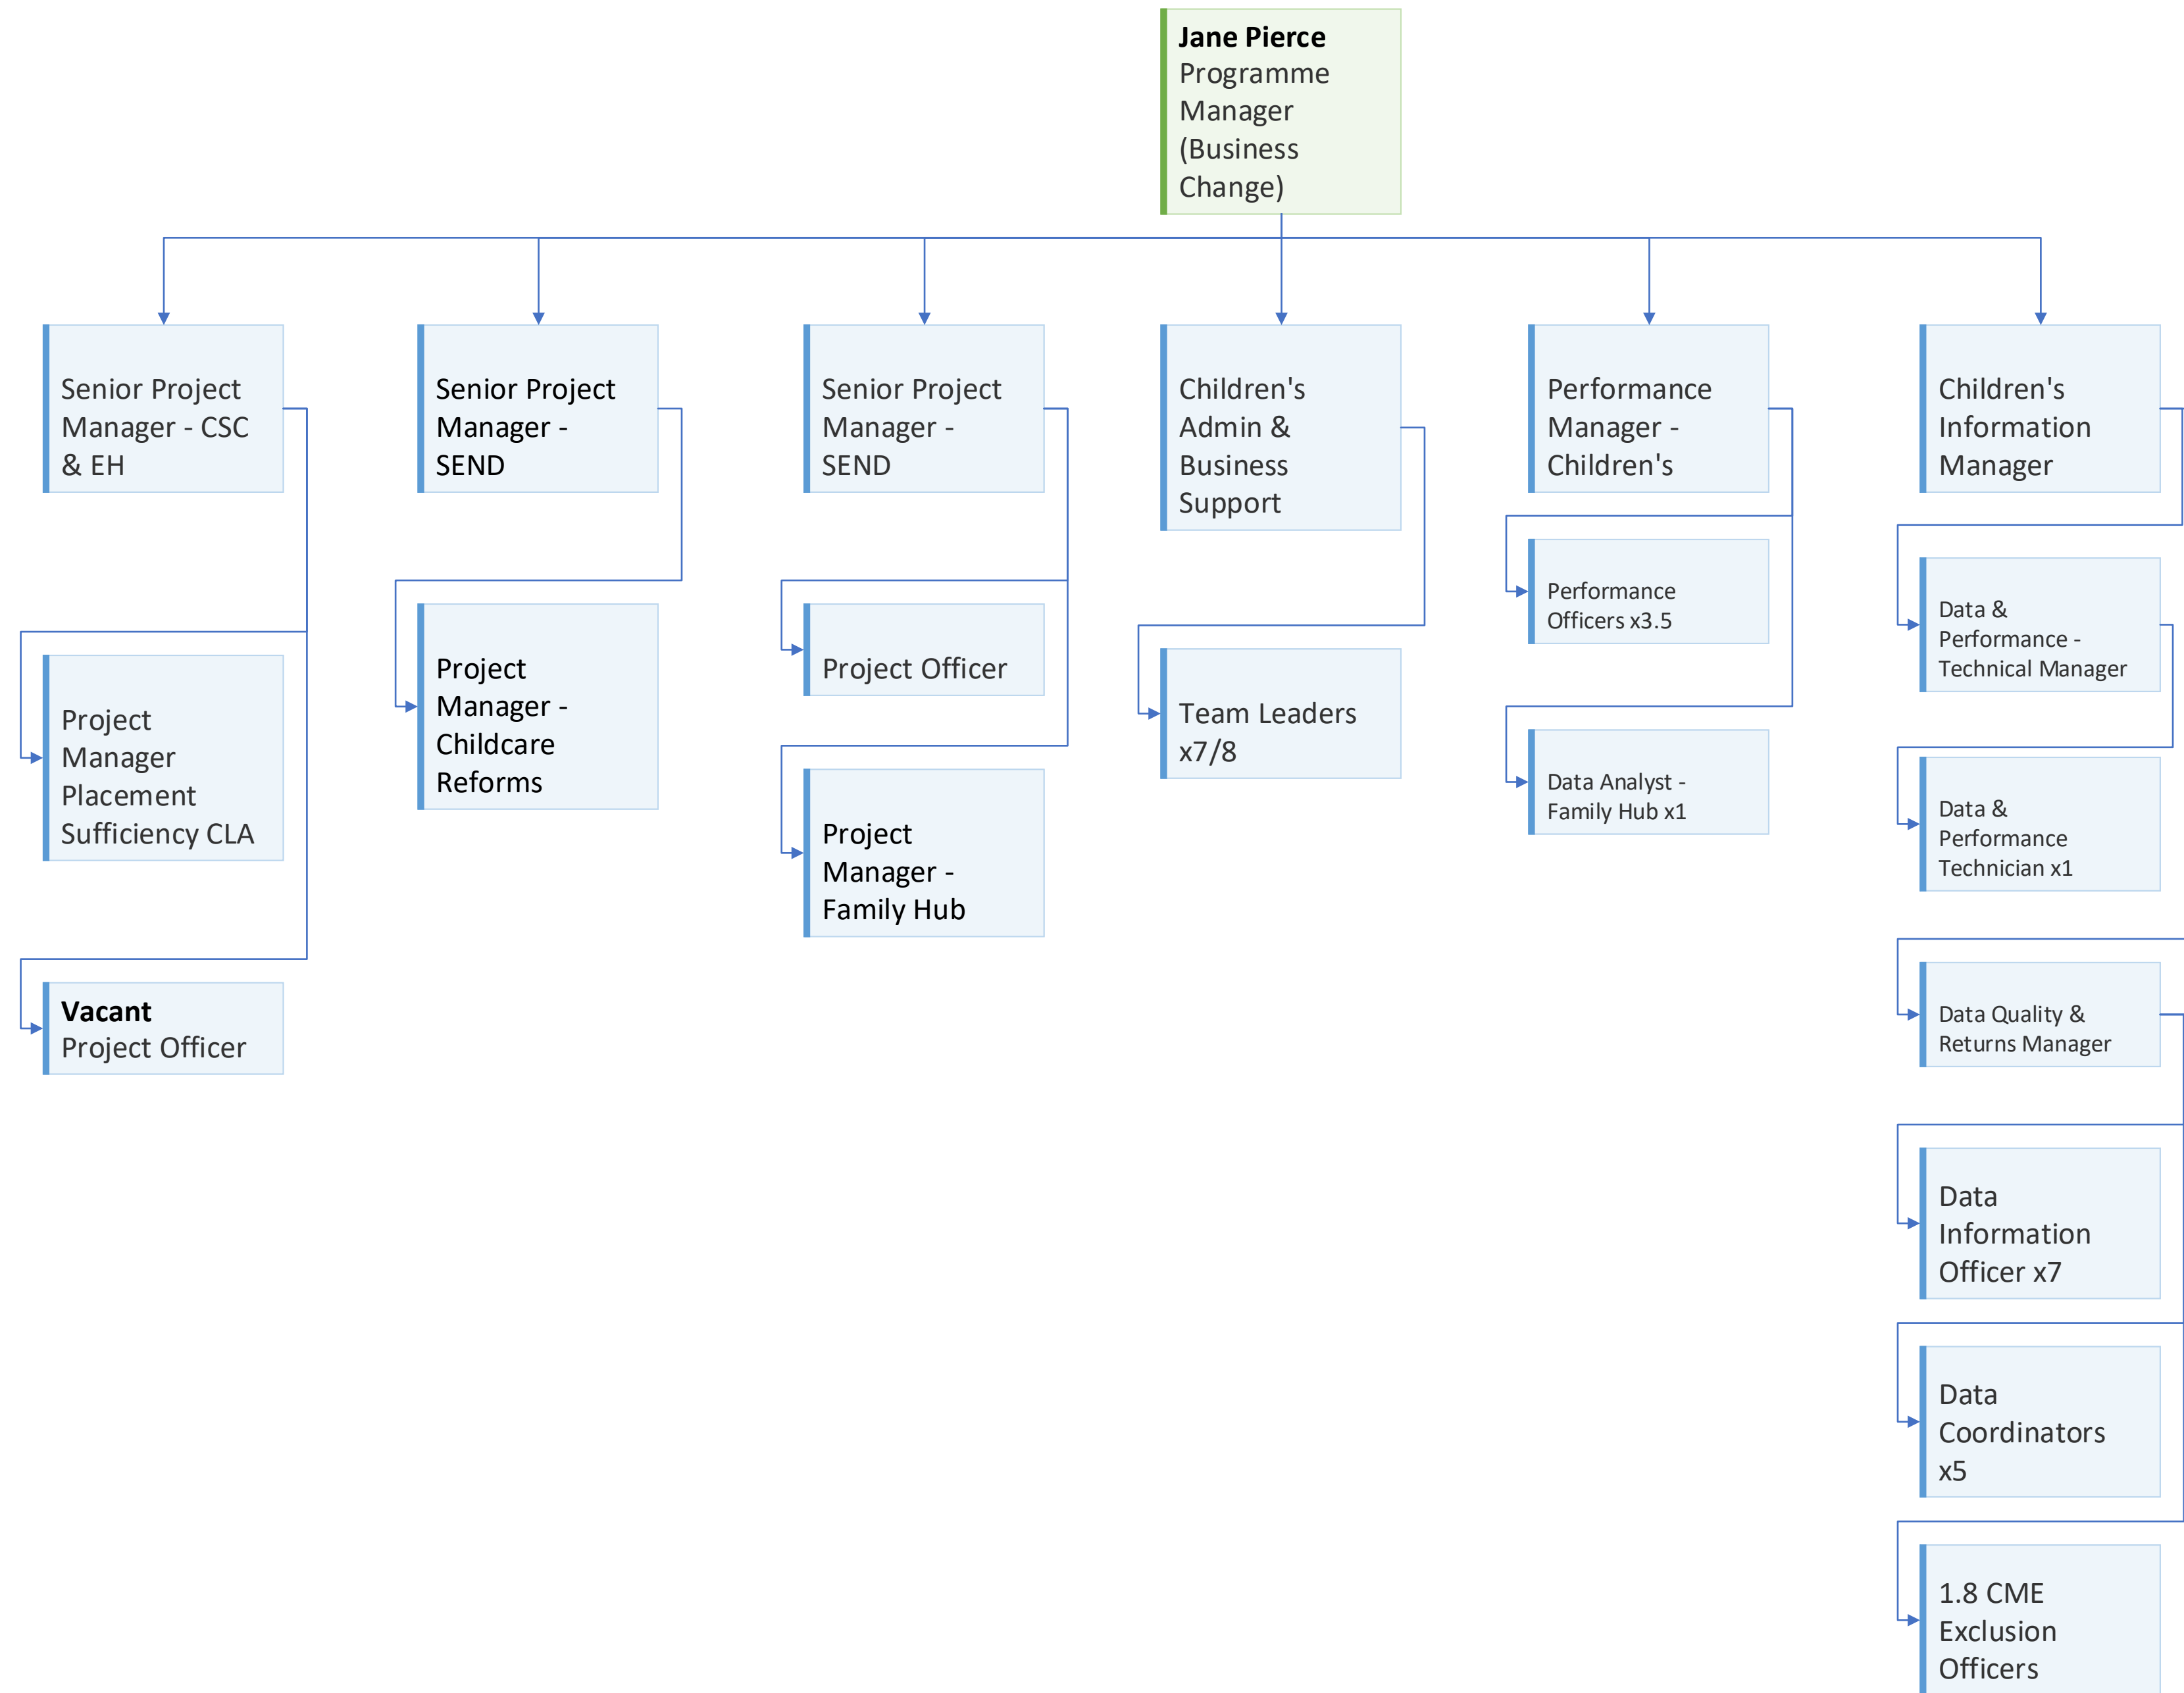 Jane Pierce
Programme
Manager
(Business
Change)
Senior Project
Manager - CSC
& EH
Senior Project
Manager -
SEND
Senior Project
Manager -
SEND
Children's
Admin &
Business
Support
Performance
Manager -
Children's
Children's
Information
Manager
Project
Manager
Placement
Sufficiency CLA
Vacant
Project Officer
Project
Manager -
Childcare
Reforms
Project Officer
Project
Manager -
Family Hub
Team Leaders
x7/8
Performance
Officers x3.5
Data Analyst -
Family Hub x1
Data &
Performance -
Technical Manager
Data &
Performance
Technician x1
Data Quality &
Returns Manager
Data
Information
Officer x7
Data
Coordinators
x5
1.8 CME
Exclusion
Officers